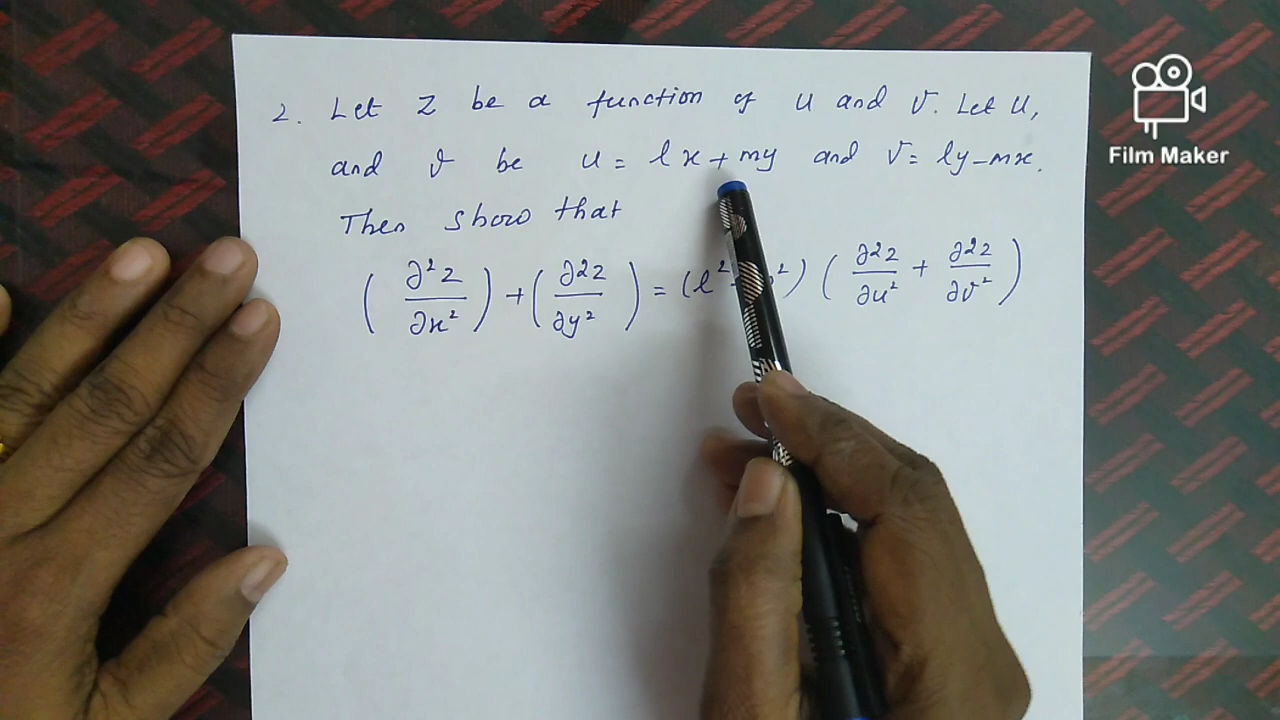 2. Let z be a function of u and v. Let u,
and v be u = lx + my and v = ly - mx.
Then show that
(∂²z/∂x²) + (∂²z/∂y²) = (l² ²) (∂²z/∂u² + ∂²z/∂v²)
Film Maker